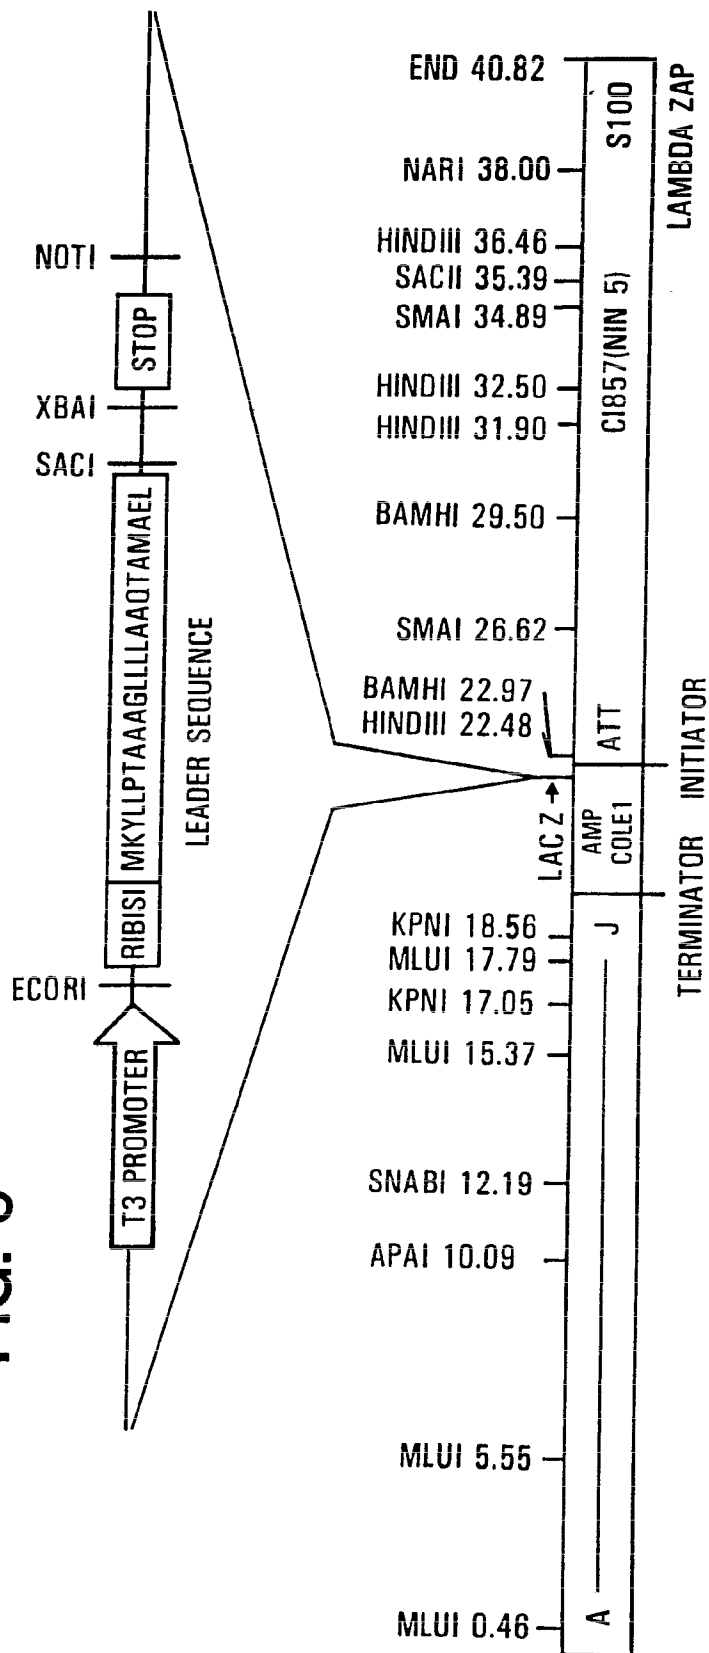 END 40.82
NARI 38.00
HINDIII 36.46
SACII 35.39
SMAI 34.89
HINDIII 32.50
HINDIII 31.90
BAMHI 29.50
SMAI 26.62
BAMHI 22.97
HINDIII 22.48
LAC Z
KPNI 18.56
MLUI 17.79
KPNI 17.05
MLUI 15.37
SNABI 12.19
APAI 10.09
MLUI 5.55
MLUI 0.46
S100
CI857(NIN 5)
ATT
AMP
COLE1
J
A
LAMBDA ZAP
INITIATOR
TERMINATOR
NOTI
STOP
XBAI
SACI
MKYLLPTAAAGLLLLAAQTAMAEL
LEADER SEQUENCE
RIBISI
ECORI
T3 PROMOTER